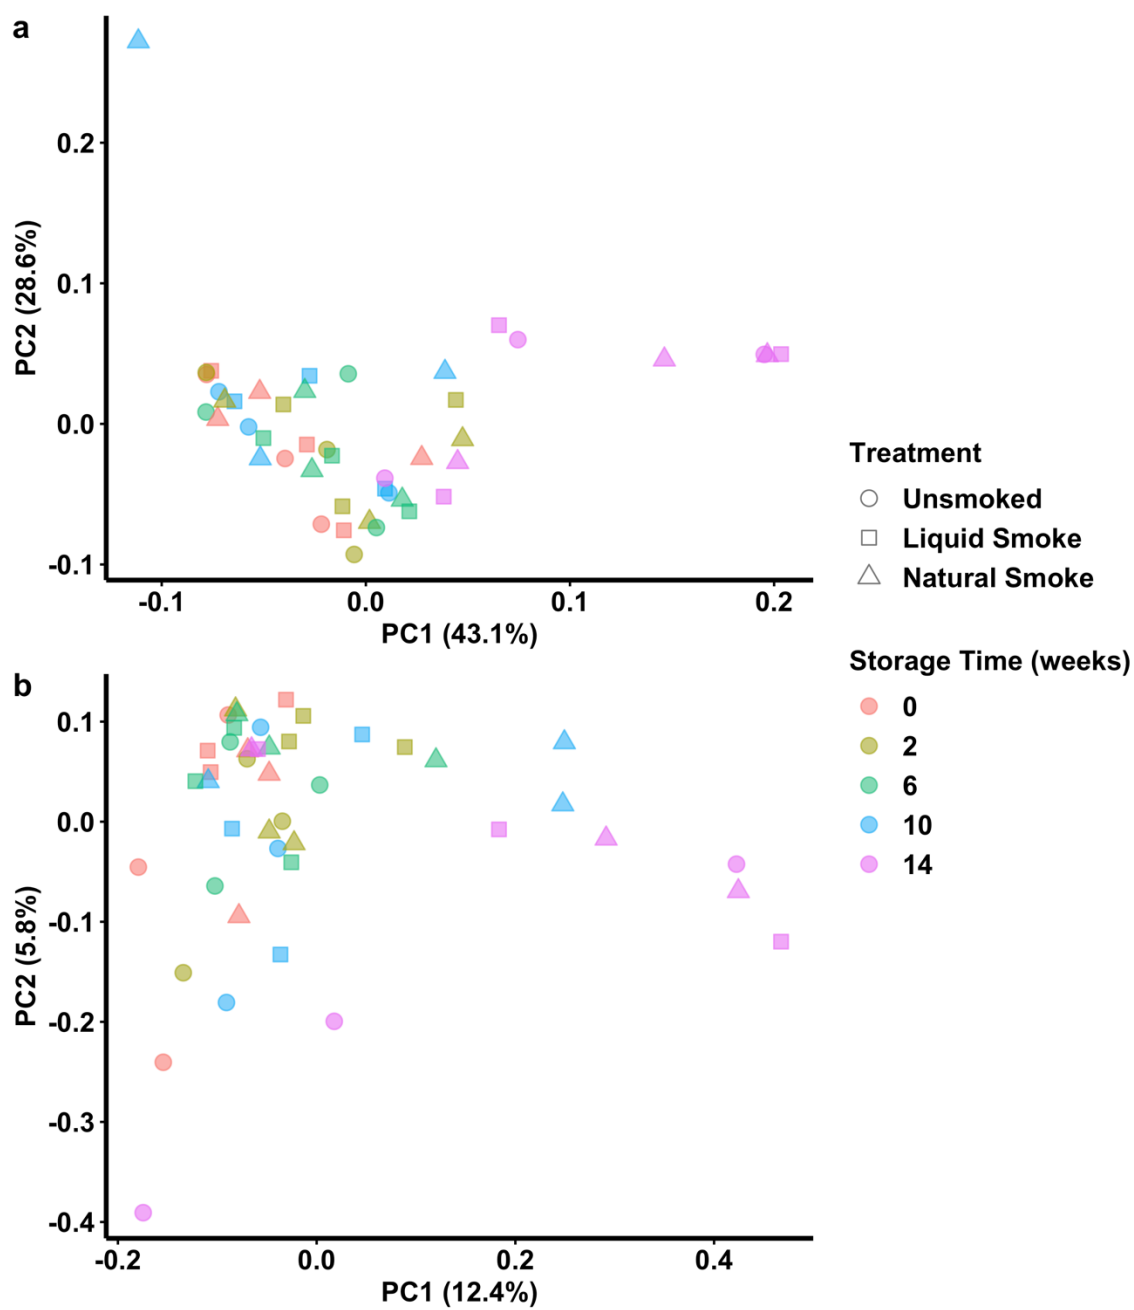 a
0.2
0.1
0.0
-0.1
PC2 (28.6%)
-0.1
0.0
0.1
0.2
PC1 (43.1%)
Treatment
Unsmoked
Liquid Smoke
Natural Smoke
Storage Time (weeks)
0
2
6
10
14
b
0.1
0.0
-0.1
-0.2
-0.3
-0.4
PC2 (5.8%)
-0.2
0.0
0.2
0.4
PC1 (12.4%)